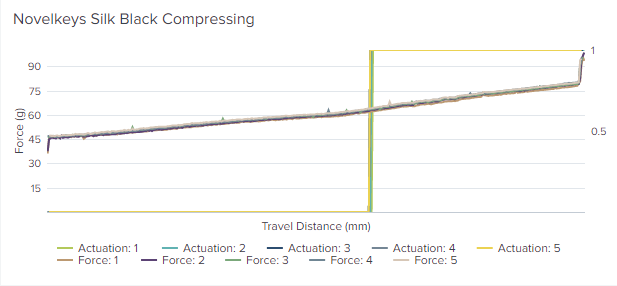 Novelkeys Silk Black Compressing
90
75
60
45
30
15
Force (g)
1
0.5
Travel Distance (mm)
Actuation: 1 Actuation: 2 Actuation: 3 Actuation: 4 Actuation: 5
Force: 1 Force: 2 Force: 3 Force: 4 Force: 5